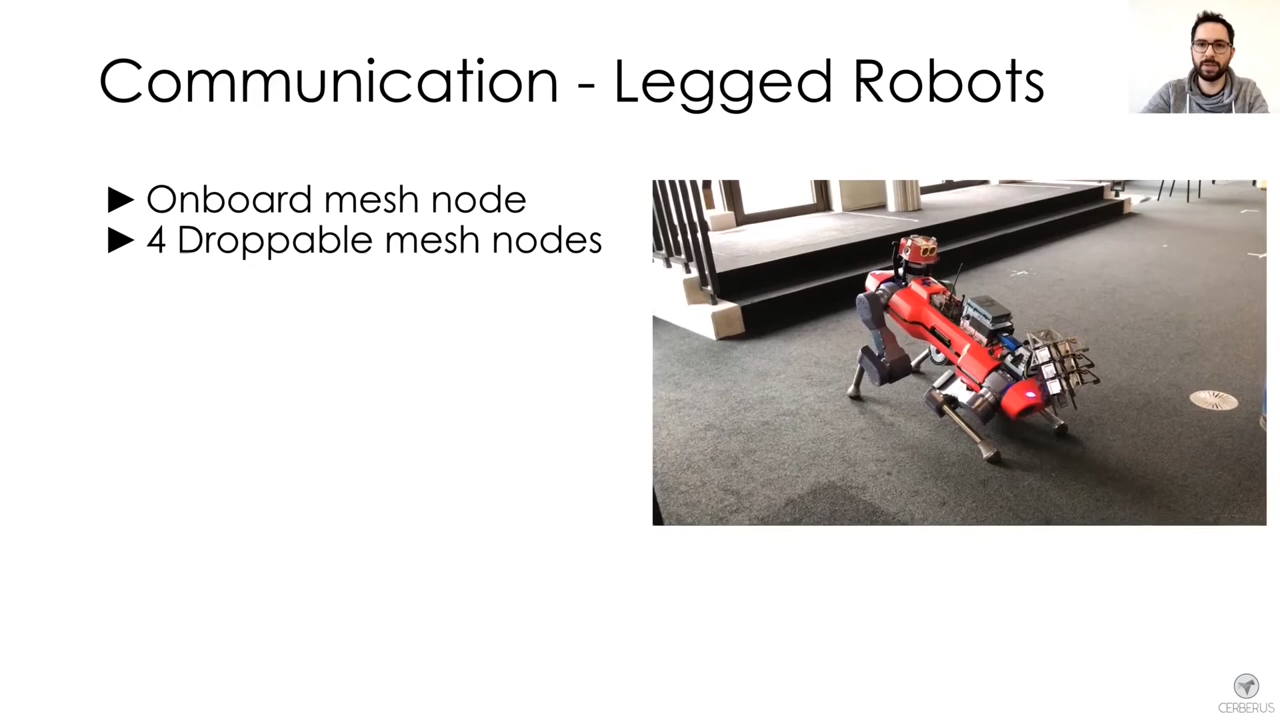 Communication - Legged Robots
► Onboard mesh node
► 4 Droppable mesh nodes
CERBERUS